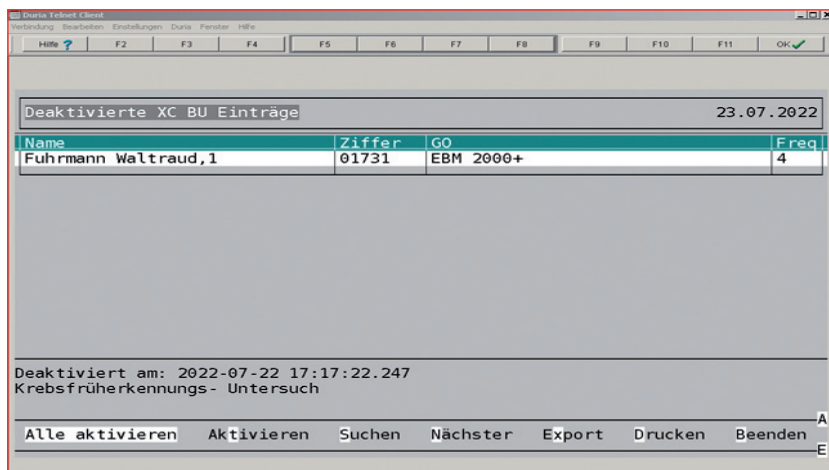 Duria Telnet Client
Verbindung Bearbeiten Einstellungen Duria Fenster Hilfe
Hilfe ? F2 F3 F4 F5 F6 F7 F8 F9 F10 F11 OK
Deaktivierte XC BU Einträge 23.07.2022
Name Ziffer GO Freq
Fuhrmann Waltraud,1 01731 EBM 2000+ 4
Deaktiviert am: 2022-07-22 17:17:22.247
Krebsfrüherkennungs- Untersuch
A
Alle aktivieren Aktivieren Suchen Nächster Export Drucken Beenden
E